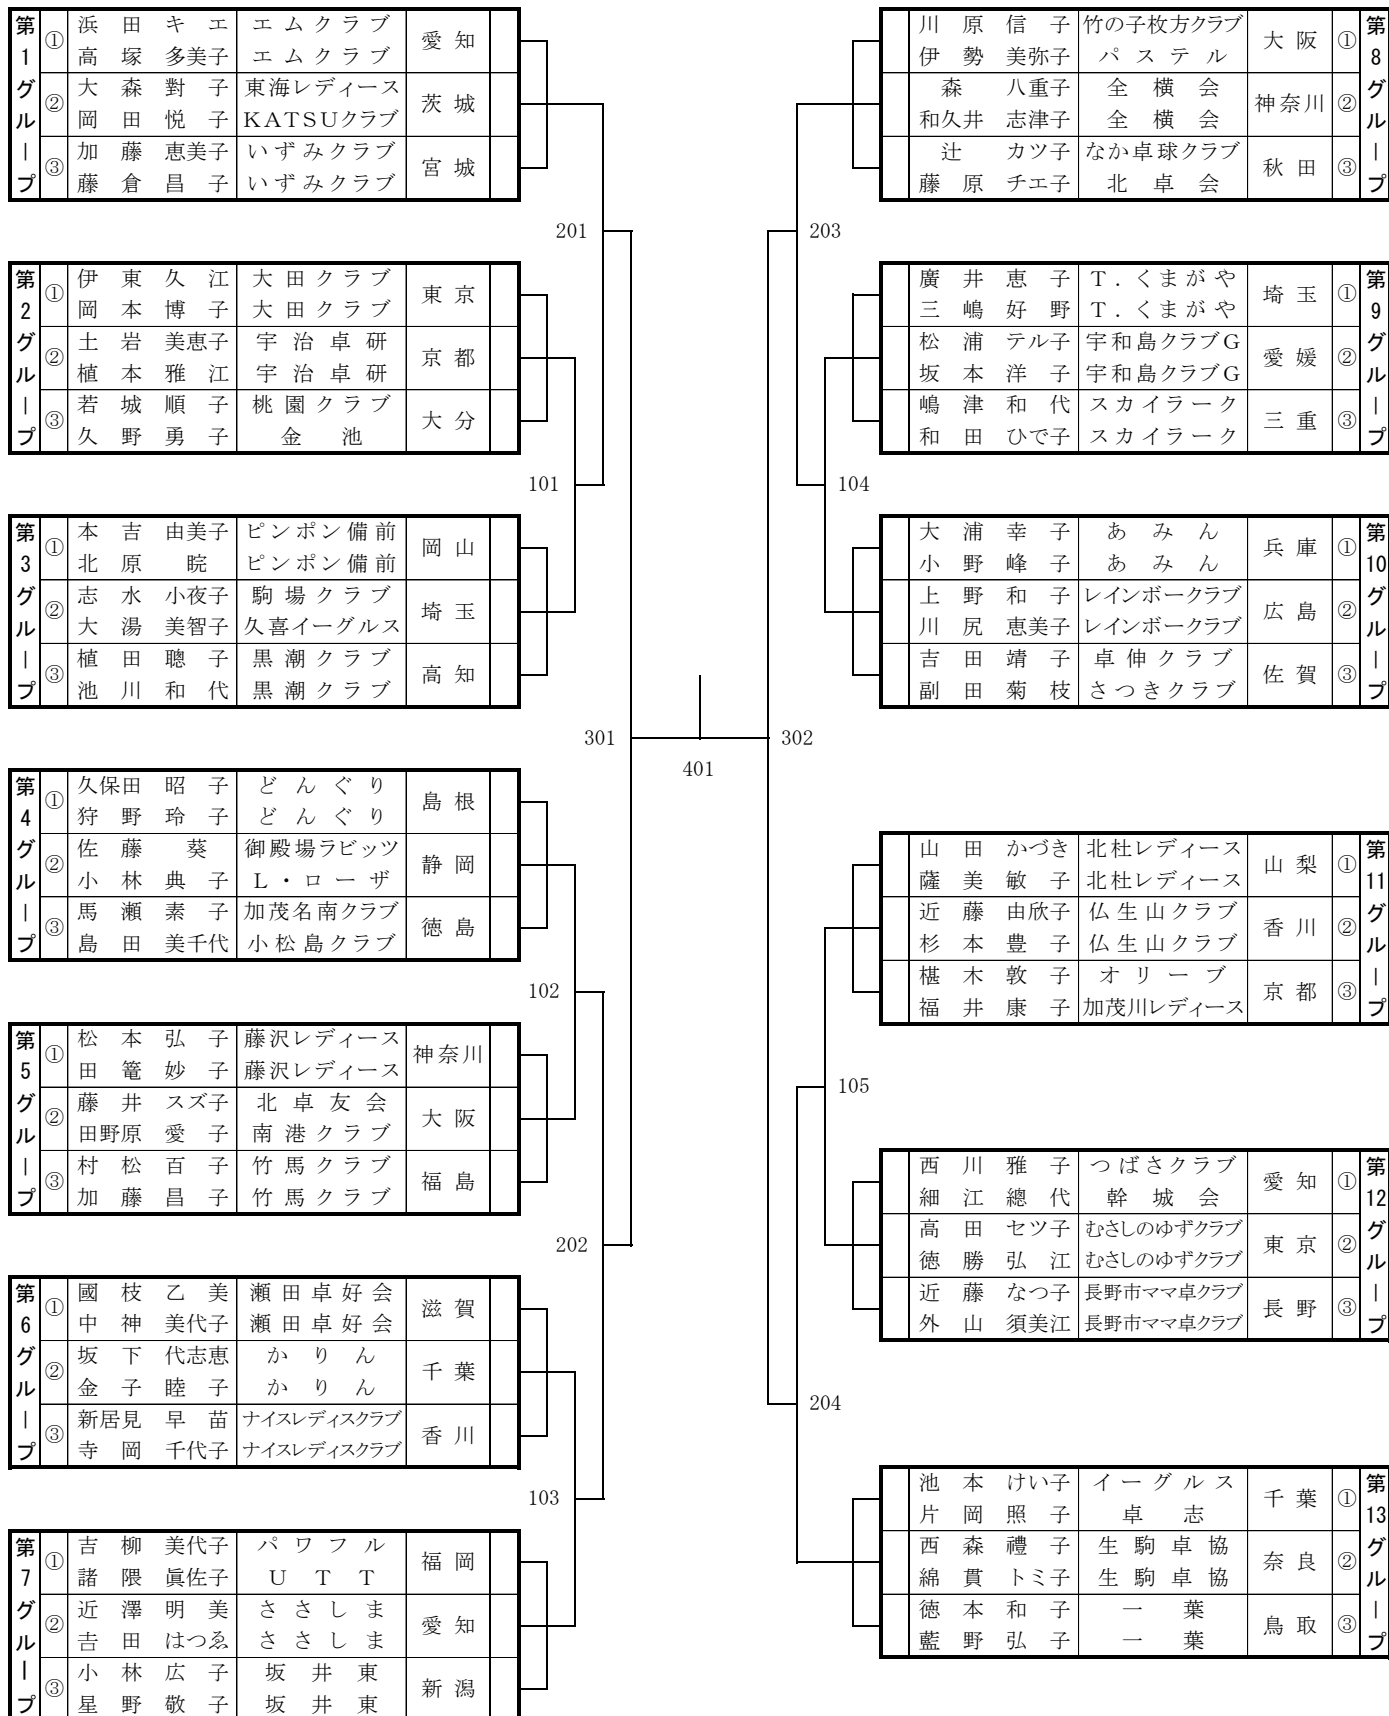 第1グループ
① 浜田 キエ エムクラブ 愛知
高塚 多美子 エムクラブ
② 大森 對子 東海レディース 茨城
岡田 悦子 KATSUクラブ
③ 加藤 恵美子 いずみクラブ 宮城
藤倉 昌子 いずみクラブ
201
第2グループ
① 伊東 久江 大田クラブ 東京
岡本 博子 大田クラブ
② 土岩 美恵子 宇治卓研 京都
植本 雅江 宇治卓研
③ 若城 順子 桃園クラブ 大分
久野 勇子 金池
101
第3グループ
① 本吉 由美子 ピンポン備前 岡山
北原 睆 ピンポン備前
② 志水 小夜子 駒場クラブ 埼玉
大湯 美智子 久喜イーグルス
③ 植田 聰子 黒潮クラブ 高知
池川 和代 黒潮クラブ
301
401
第4グループ
① 久保田 昭子 どんぐり 島根
狩野 玲子 どんぐり
② 佐藤 葵 御殿場ラビッツ 静岡
小林 典子 L・ローザ
③ 馬瀬 素子 加茂名南クラブ 徳島
島田 美千代 小松島クラブ
102
第5グループ
① 松本 弘子 藤沢レディース 神奈川
田篭 妙子 藤沢レディース
② 藤井 スズ子 北卓友会 大阪
田野原 愛子 南港クラブ
③ 村松 百子 竹馬クラブ 福島
加藤 昌子 竹馬クラブ
202
第6グループ
① 國枝 乙美 瀬田卓好会 滋賀
中神 美代子 瀬田卓好会
② 坂下 代志恵 かりん 千葉
金子 睦子 かりん
③ 新居見 早苗 ナイスレディスクラブ 香川
寺岡 千代子 ナイスレディスクラブ
103
第7グループ
① 吉柳 美代子 パワフル 福岡
諸隈 眞佐子 UTT
② 近澤 明美 ささしま 愛知
𠮷田 はつゑ ささしま
③ 小林 広子 坂井東 新潟
星野 敬子 坂井東
川原 信子 竹の子枚方クラブ 大阪 ① 第8グループ
伊勢 美弥子 パステル
森 八重子 全横会 神奈川 ②
和久井 志津子 全横会
辻 カツ子 なか卓球クラブ 秋田 ③
藤原 チエ子 北卓会
203
廣井 恵子 T.くまがや 埼玉 ① 第9グループ
三嶋 好野 T.くまがや
松浦 テル子 宇和島クラブG 愛媛 ②
坂本 洋子 宇和島クラブG
嶋津 和代 スカイラーク 三重 ③
和田 ひで子 スカイラーク
104
大浦 幸子 あみん 兵庫 ① 第10グループ
小野 峰子 あみん
上野 和子 レインボークラブ 広島 ②
川尻 恵美子 レインボークラブ
吉田 靖子 卓伸クラブ 佐賀 ③
副田 菊枝 さつきクラブ
302
山田 かづき 北杜レディース 山梨 ① 第11グループ
薩美 敏子 北杜レディース
近藤 由欣子 仏生山クラブ 香川 ②
杉本 豊子 仏生山クラブ
椹木 敦子 オリーブ 京都 ③
福井 康子 加茂川レディース
105
西川 雅子 つばさクラブ 愛知 ① 第12グループ
細江 總代 幹城会
高田 セツ子 むさしのゆずクラブ 東京 ②
徳勝 弘江 むさしのゆずクラブ
近藤 なつ子 長野市ママ卓クラブ 長野 ③
外山 須美江 長野市ママ卓クラブ
204
池本 けい子 イーグルス 千葉 ① 第13グループ
片岡 照子 卓志
西森 禮子 生駒卓協 奈良 ②
綿貫 トミ子 生駒卓協
徳本 和子 一葉 鳥取 ③
藍野 弘子 一葉